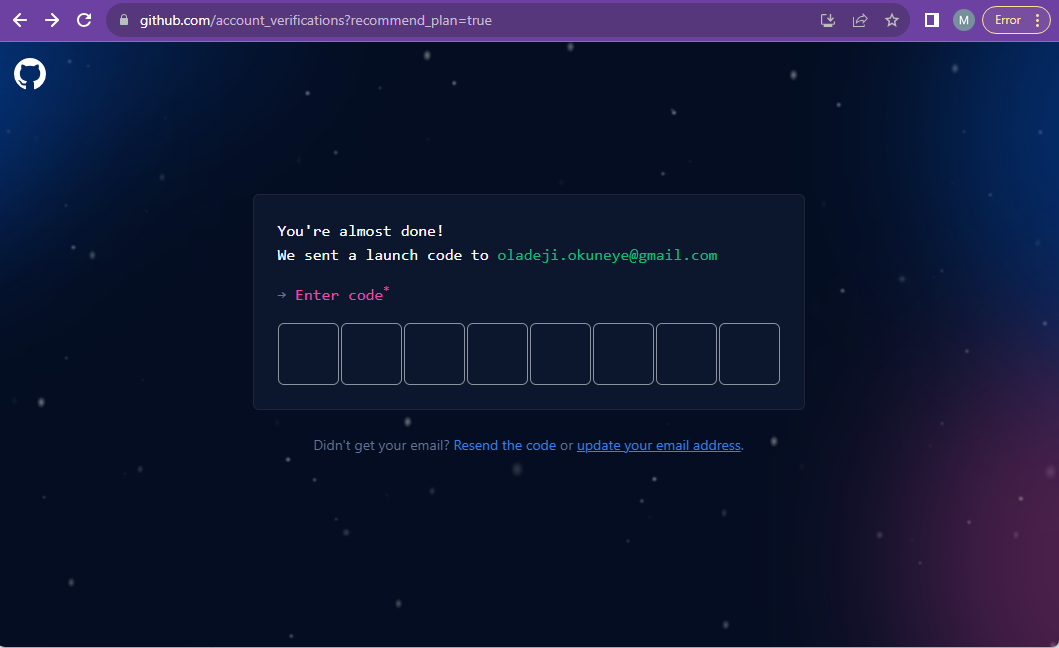 github.com/account_verifications?recommend_plan=true
M
Error
You're almost done!
We sent a launch code to oladeji.okuneye@gmail.com
→ Enter code*
Didn't get your email? Resend the code or update your email address.